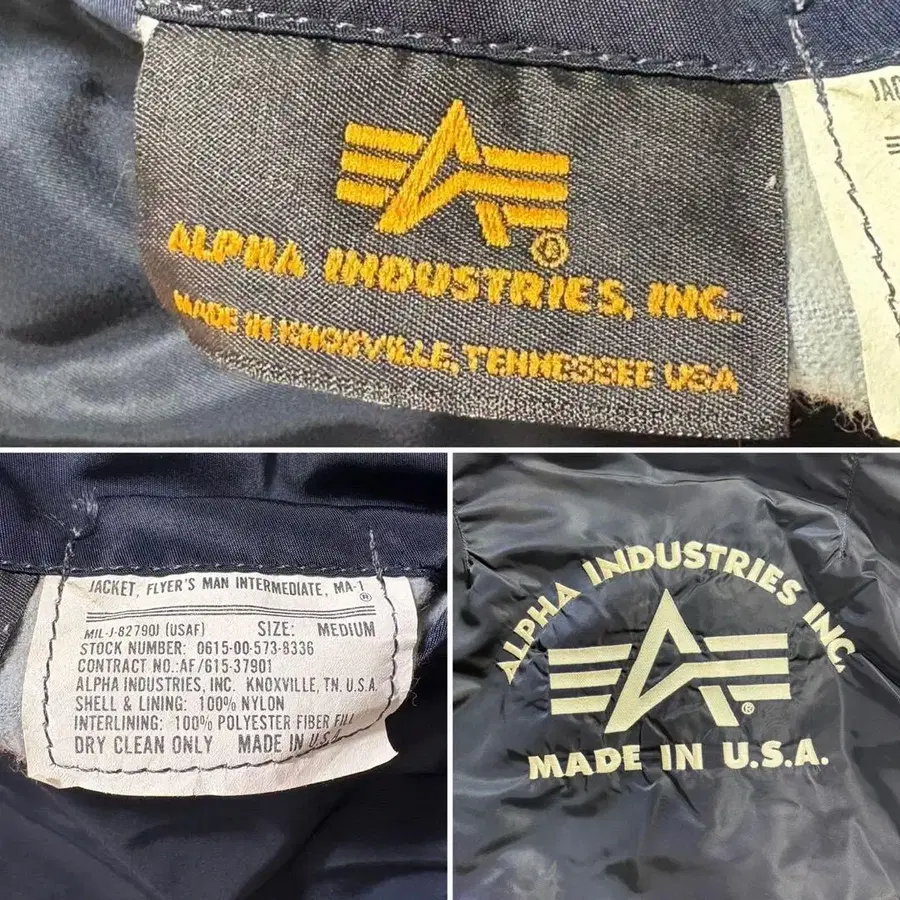 ALPHA INDUSTRIES, INC.
MADE IN KNOXVILLE, TENNESSEE USA
®
JAC
JACKET, FLYER'S MAN INTERMEDIATE, MA-1
®
MIL-J-82790J (USAF) SIZE: MEDIUM
STOCK NUMBER: 0615-00-573-8336
CONTRACT NO.:AF/615-37901
ALPHA INDUSTRIES, INC. KNOXVILLE, TN. U.S.A.
SHELL & LINING: 100% NYLON
INTERLINING: 100% POLYESTER FIBER FILL
DRY CLEAN ONLY MADE IN U.S.A.
ALPHA INDUSTRIES INC.
®
MADE IN U.S.A.